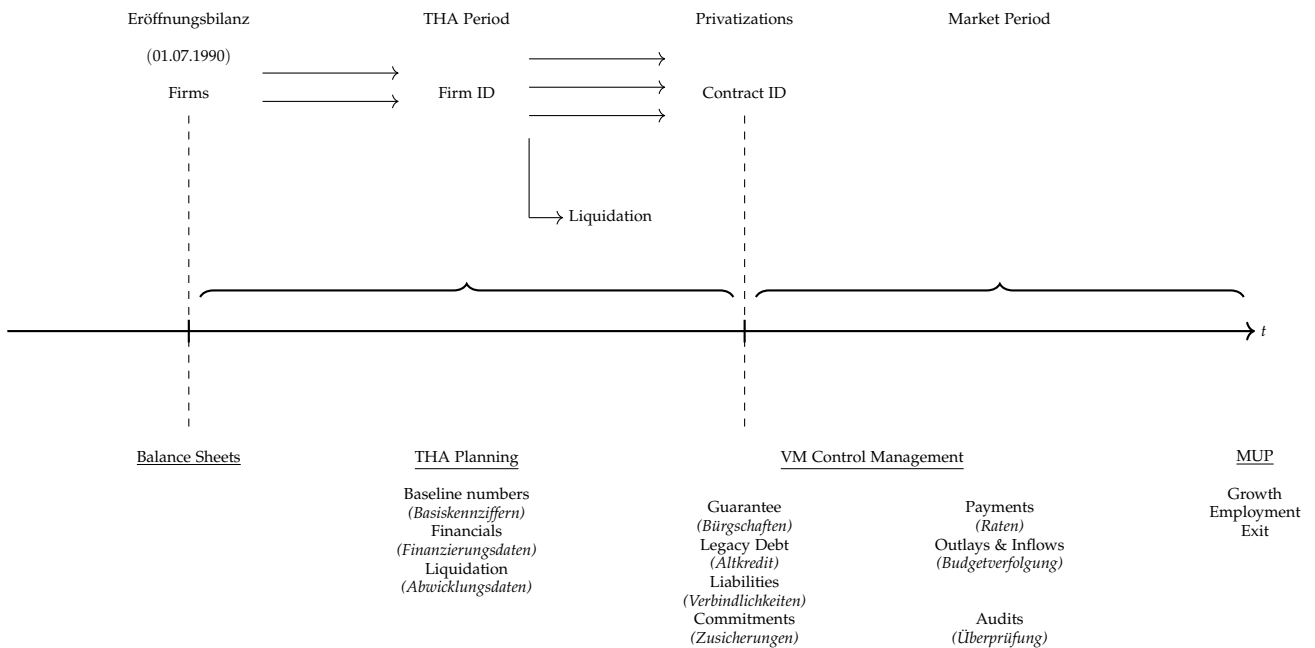 Eröffnungsbilanz
THA Period
Privatizations
Market Period
(01.07.1990)
Firms
Firm ID
Contract ID
Liquidation
t
Balance Sheets
THA Planning
VM Control Management
MUP
Baseline numbers
(Basiskennziffern)
Financials
(Finanzierungsdaten)
Liquidation
(Abwicklungsdaten)
Guarantee
(Bürgschaften)
Legacy Debt
(Altkredit)
Liabilities
(Verbindlichkeiten)
Commitments
(Zusicherungen)
Payments
(Raten)
Outlays & Inflows
(Budgetverfolgung)
Audits
(Überprüfung)
Growth
Employment
Exit